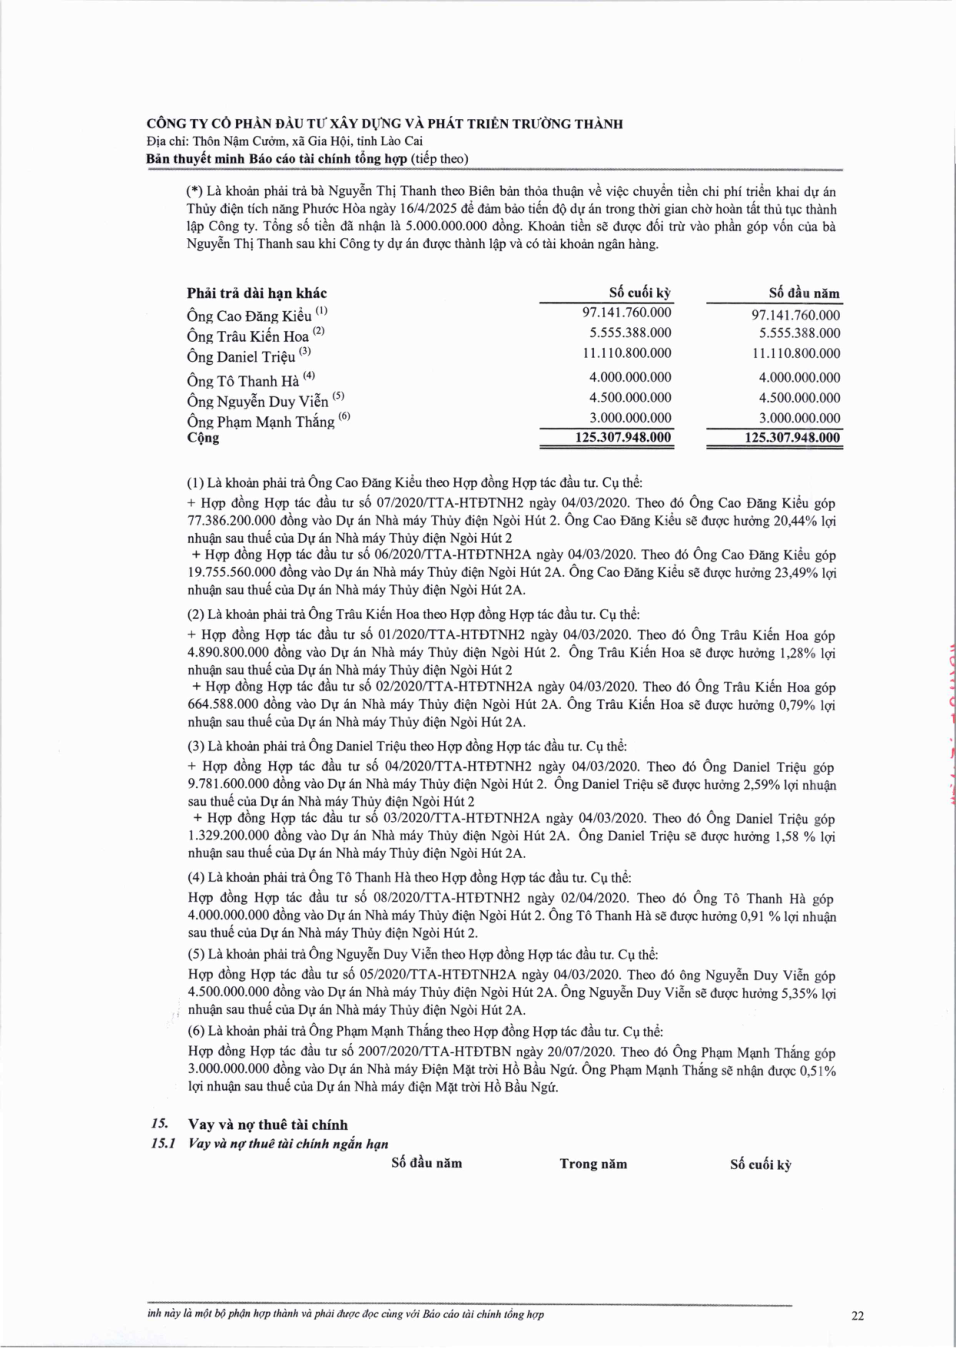 CÔNG TY CỔ PHẦN ĐẦU TƯ XÂY DỰNG VÀ PHÁT TRIỂN TRƯỜNG THÀNH
Địa chỉ: Thôn Nậm Cưởm, xã Gia Hội, tỉnh Lào Cai
Bản thuyết minh Báo cáo tài chính tổng hợp (tiếp theo)
(*) Là khoản phải trả bà Nguyễn Thị Thanh theo Biên bản thỏa thuận về việc chuyển tiền chi phí triển khai dự án
Thủy điện tích năng Phước Hòa ngày 16/4/2025 để đảm bảo tiến độ dự án trong thời gian chờ hoàn tất thủ tục thành
lập Công ty. Tổng số tiền đã nhận là 5.000.000.000 đồng. Khoản tiền sẽ được đối trừ vào phần góp vốn của bà
Nguyễn Thị Thanh sau khi Công ty dự án được thành lập và có tài khoản ngân hàng.
Phải trả dài hạn khác Số cuối kỳ Số đầu năm
Ông Cao Đăng Kiểu (1) 97.141.760.000 97.141.760.000
Ông Trâu Kiến Hoa (2) 5.555.388.000 5.555.388.000
Ông Daniel Triệu (3) 11.110.800.000 11.110.800.000
Ông Tô Thanh Hà (4) 4.000.000.000 4.000.000.000
Ông Nguyễn Duy Viễn (5) 4.500.000.000 4.500.000.000
Ông Phạm Mạnh Thắng (6) 3.000.000.000 3.000.000.000
Cộng 125.307.948.000 125.307.948.000
(1) Là khoản phải trả Ông Cao Đăng Kiểu theo Hợp đồng Hợp tác đầu tư. Cụ thể:
+ Hợp đồng Hợp tác đầu tư số 07/2020/TTA-HTĐTNH2 ngày 04/03/2020. Theo đó Ông Cao Đăng Kiểu góp
77.386.200.000 đồng vào Dự án Nhà máy Thủy điện Ngòi Hút 2. Ông Cao Đăng Kiểu sẽ được hưởng 20,44% lợi
nhuận sau thuế của Dự án Nhà máy Thủy điện Ngòi Hút 2
+ Hợp đồng Hợp tác đầu tư số 06/2020/TTA-HTĐTNH2A ngày 04/03/2020. Theo đó Ông Cao Đăng Kiểu góp
19.755.560.000 đồng vào Dự án Nhà máy Thủy điện Ngòi Hút 2A. Ông Cao Đăng Kiểu sẽ được hưởng 23,49% lợi
nhuận sau thuế của Dự án Nhà máy Thủy điện Ngòi Hút 2A.
(2) Là khoản phải trả Ông Trâu Kiến Hoa theo Hợp đồng Hợp tác đầu tư. Cụ thể:
+ Hợp đồng Hợp tác đầu tư số 01/2020/TTA-HTĐTNH2 ngày 04/03/2020. Theo đó Ông Trâu Kiến Hoa góp
4.890.800.000 đồng vào Dự án Nhà máy Thủy điện Ngòi Hút 2. Ông Trâu Kiến Hoa sẽ được hưởng 1,28% lợi
nhuận sau thuế của Dự án Nhà máy Thủy điện Ngòi Hút 2
+ Hợp đồng Hợp tác đầu tư số 02/2020/TTA-HTĐTNH2A ngày 04/03/2020. Theo đó Ông Trâu Kiến Hoa góp
664.588.000 đồng vào Dự án Nhà máy Thủy điện Ngòi Hút 2A. Ông Trâu Kiến Hoa sẽ được hưởng 0,79% lợi
nhuận sau thuế của Dự án Nhà máy Thủy điện Ngòi Hút 2A.
(3) Là khoản phải trả Ông Daniel Triệu theo Hợp đồng Hợp tác đầu tư. Cụ thể:
+ Hợp đồng Hợp tác đầu tư số 04/2020/TTA-HTĐTNH2 ngày 04/03/2020. Theo đó Ông Daniel Triệu góp
9.781.600.000 đồng vào Dự án Nhà máy Thủy điện Ngòi Hút 2. Ông Daniel Triệu sẽ được hưởng 2,59% lợi nhuận
sau thuế của Dự án Nhà máy Thủy điện Ngòi Hút 2
+ Hợp đồng Hợp tác đầu tư số 03/2020/TTA-HTĐTNH2A ngày 04/03/2020. Theo đó Ông Daniel Triệu góp
1.329.200.000 đồng vào Dự án Nhà máy Thủy điện Ngòi Hút 2A. Ông Daniel Triệu sẽ được hưởng 1,58 % lợi
nhuận sau thuế của Dự án Nhà máy Thủy điện Ngòi Hút 2A.
(4) Là khoản phải trả Ông Tô Thanh Hà theo Hợp đồng Hợp tác đầu tư. Cụ thể:
Hợp đồng Hợp tác đầu tư số 08/2020/TTA-HTĐTNH2 ngày 02/04/2020. Theo đó Ông Tô Thanh Hà góp
4.000.000.000 đồng vào Dự án Nhà máy Thủy điện Ngòi Hút 2. Ông Tô Thanh Hà sẽ được hưởng 0,91 % lợi nhuận
sau thuế của Dự án Nhà máy Thủy điện Ngòi Hút 2.
(5) Là khoản phải trả Ông Nguyễn Duy Viễn theo Hợp đồng Hợp tác đầu tư. Cụ thể:
Hợp đồng Hợp tác đầu tư số 05/2020/TTA-HTĐTNH2A ngày 04/03/2020. Theo đó ông Nguyễn Duy Viễn góp
4.500.000.000 đồng vào Dự án Nhà máy Thủy điện Ngòi Hút 2A. Ông Nguyễn Duy Viễn sẽ được hưởng 5,35% lợi
nhuận sau thuế của Dự án Nhà máy Thủy điện Ngòi Hút 2A.
(6) Là khoản phải trả Ông Phạm Mạnh Thắng theo Hợp đồng Hợp tác đầu tư. Cụ thể:
Hợp đồng Hợp tác đầu tư số 2007/2020/TTA-HTĐTBN ngày 20/07/2020. Theo đó Ông Phạm Mạnh Thắng góp
3.000.000.000 đồng vào Dự án Nhà máy Điện Mặt trời Hồ Bầu Ngứ. Ông Phạm Mạnh Thắng sẽ nhận được 0,51%
lợi nhuận sau thuế của Dự án Nhà máy điện Mặt trời Hồ Bầu Ngứ.
15. Vay và nợ thuê tài chính
15.1 Vay và nợ thuê tài chính ngắn hạn
Số đầu năm Trong năm Số cuối kỳ
inh này là một bộ phận hợp thành và phải được đọc cùng với Báo cáo tài chính tổng hợp
22